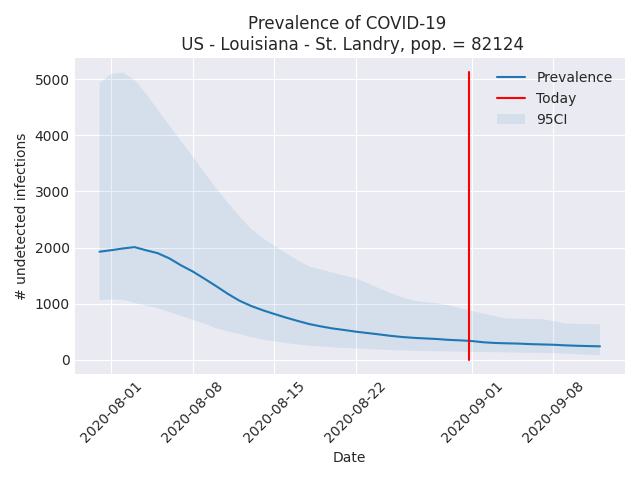 Prevalence of COVID-19
US - Louisiana - St. Landry, pop. = 82124
Prevalence
Today
95CI
# undetected infections
5000
4000
3000
2000
1000
0
2020-08-01
2020-08-08
2020-08-15
2020-08-22
2020-09-01
2020-09-08
Date